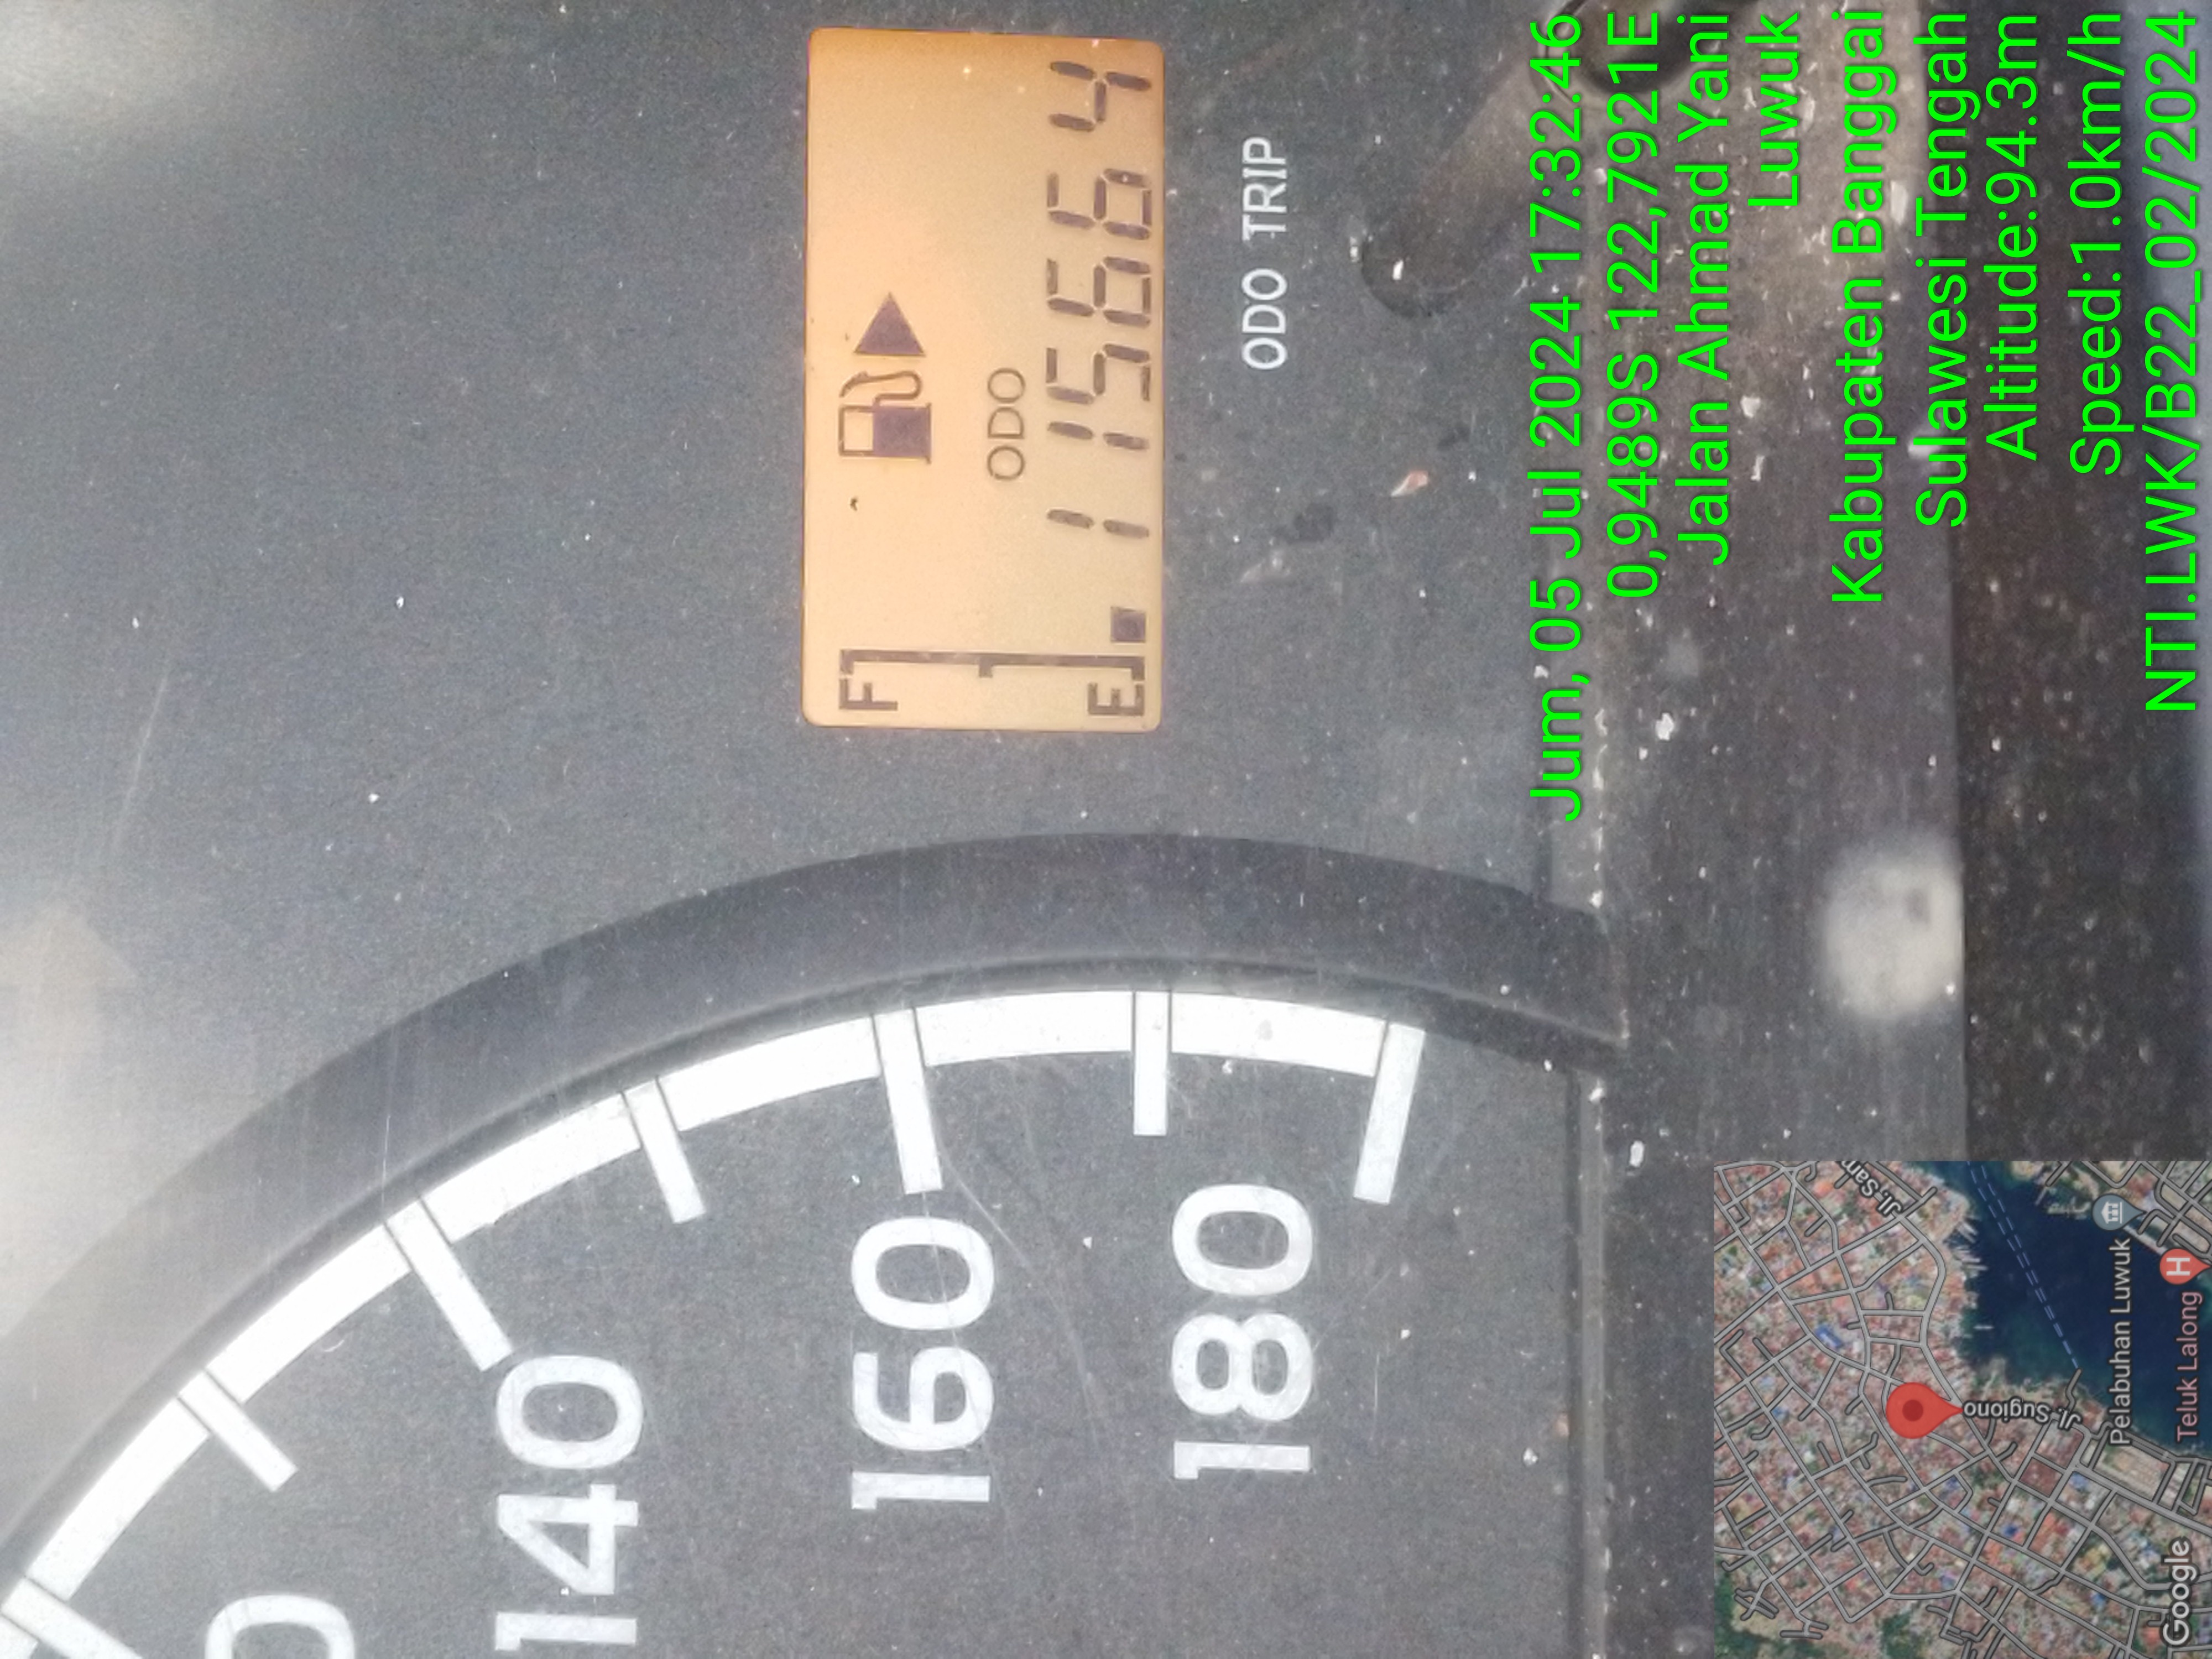 F
E
ODO
115664
ODO TRIP
140
160
180
Jum, 05 Jul 2024 17:32:46
0,9489S 122,7921E
Jalan Ahmad Yani
Luwuk
Kabupaten Banggai
Sulawesi Tengah
Altitude:94.3m
Speed:1.0km/h
NTI.LWK/B22_02/2024
Jl. Sam
Jl. Sugiono
Pelabuhan Luwuk
H
Teluk Lalong
Google